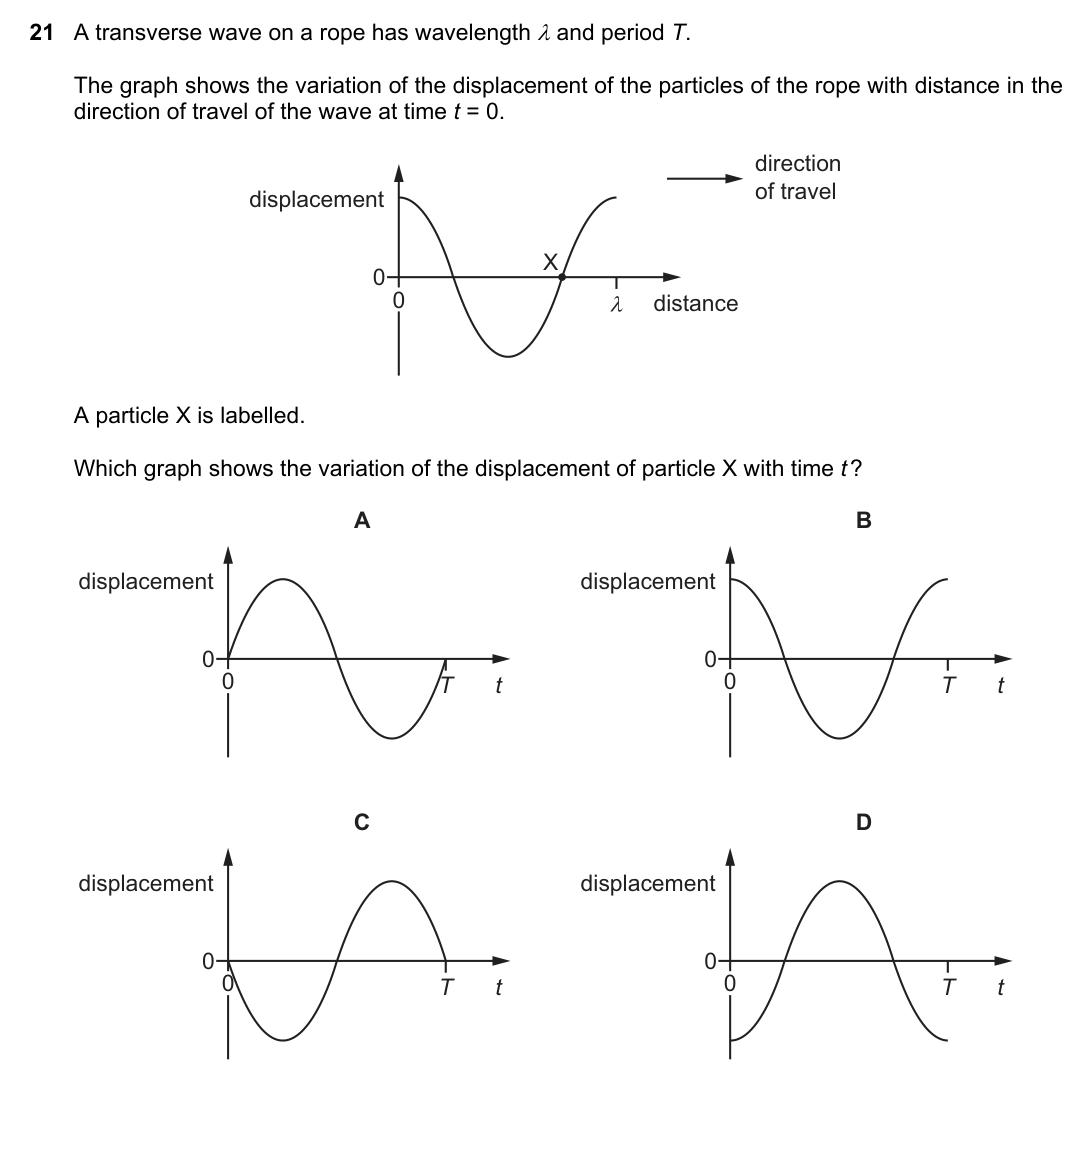 21 A transverse wave on a rope has wavelength λ and period T.
The graph shows the variation of the displacement of the particles of the rope with distance in the
direction of travel of the wave at time t = 0.
direction
of travel
displacement
X
0
0
λ
distance
A particle X is labelled.
Which graph shows the variation of the displacement of particle X with time t?
A
B
displacement
displacement
0
0
0
T
t
0
T
t
C
D
displacement
displacement
0
0
0
T
t
0
T
t